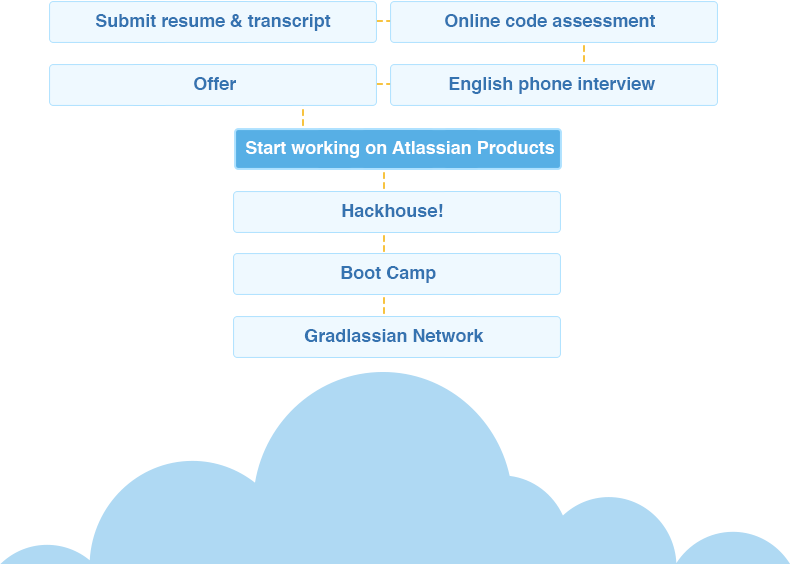 Submit resume & transcript
Online code assessment
Offer
English phone interview
Start working on Atlassian Products
Hackhouse!
Boot Camp
Gradlassian Network